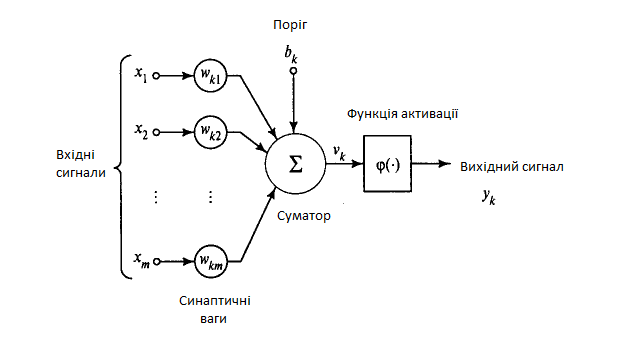 Поріг
b_k
x_1 w_k1
Функція активації
x_2 w_k2
Вхідні
сигнали
Σ
v_k
φ(·)
Вихідний сигнал
y_k
⋮ ⋮
Суматор
x_m w_km
Синаптичні
ваги